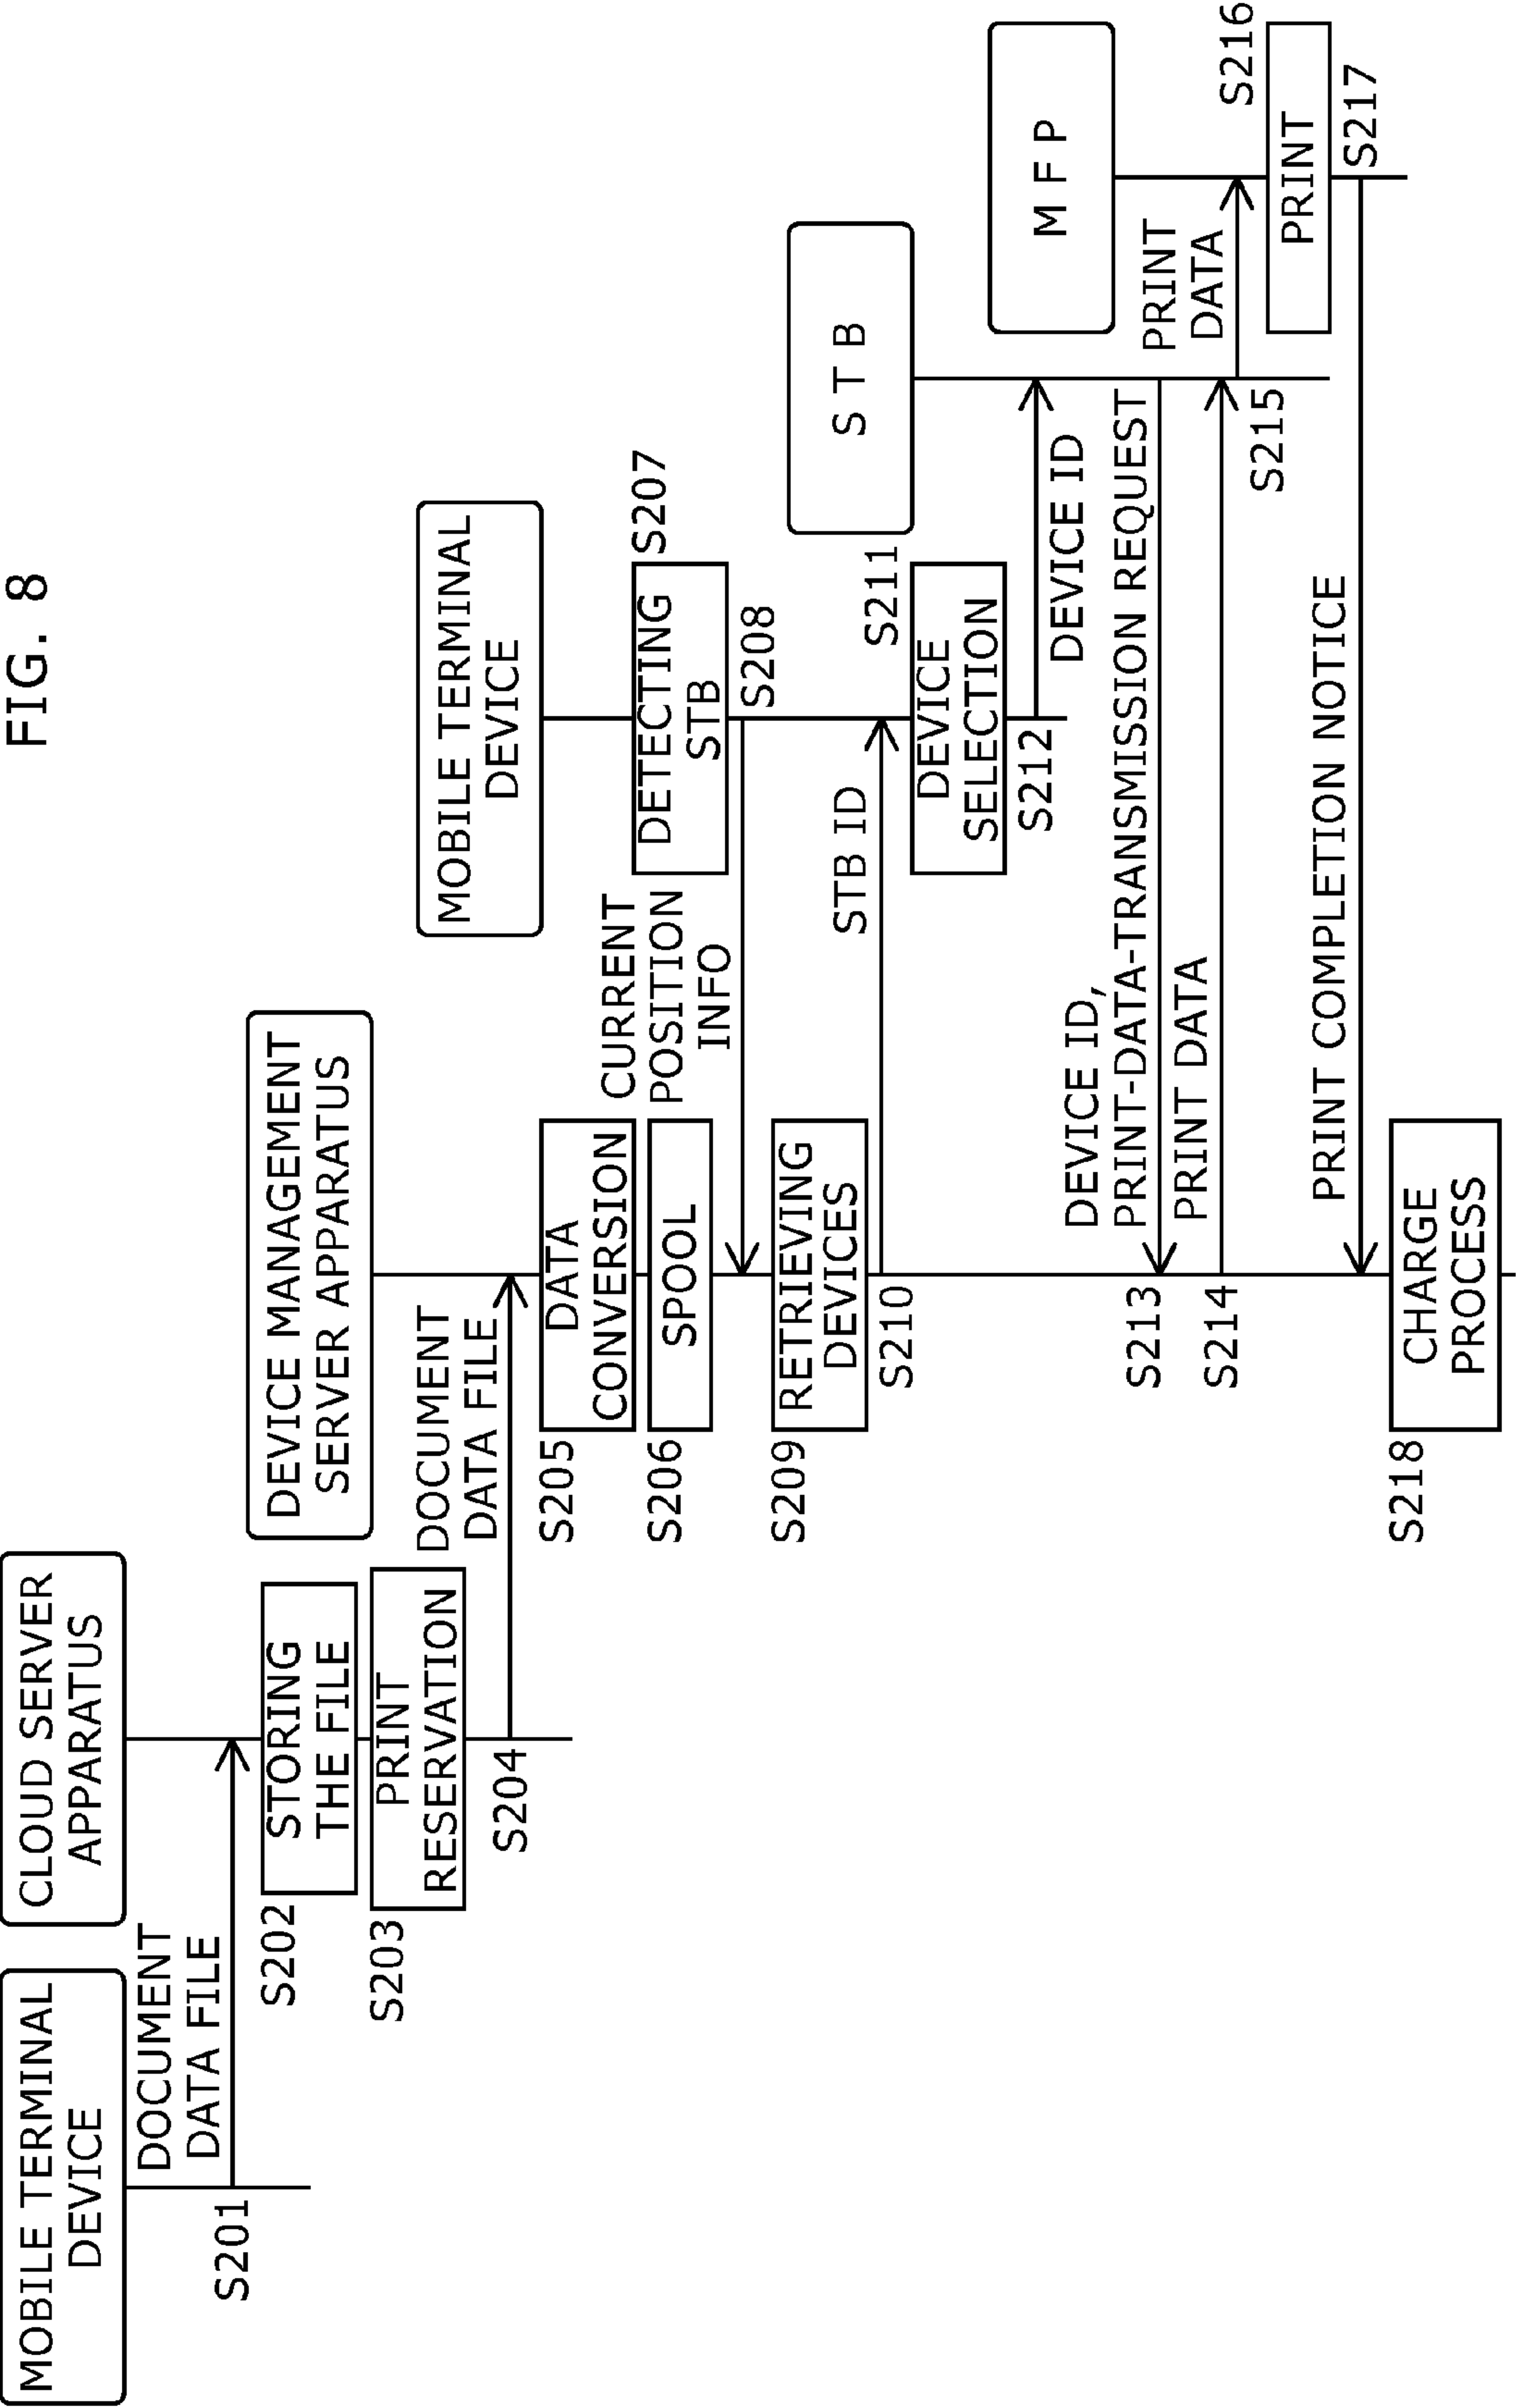 FIG. 8
MOBILE TERMINAL
DEVICE
CLOUD SERVER
APPARATUS
DOCUMENT
DATA FILE
S201
S202
STORING
THE FILE
S203
PRINT
RESERVATION
S204
DEVICE MANAGEMENT
SERVER APPARATUS
DOCUMENT
DATA FILE
S205
DATA
CONVERSION
S206
SPOOL
MOBILE TERMINAL
DEVICE
DETECTING
STB
S207
CURRENT
POSITION
INFO
S208
S209
RETRIEVING
DEVICES
STB ID
S210
S211
DEVICE
SELECTION
S212
S T B
DEVICE ID
DEVICE ID,
PRINT-DATA-TRANSMISSION REQUEST
S213
PRINT DATA
S214
M F P
PRINT
DATA
S215
S216
PRINT
S217
PRINT COMPLETION NOTICE
S218
CHARGE
PROCESS